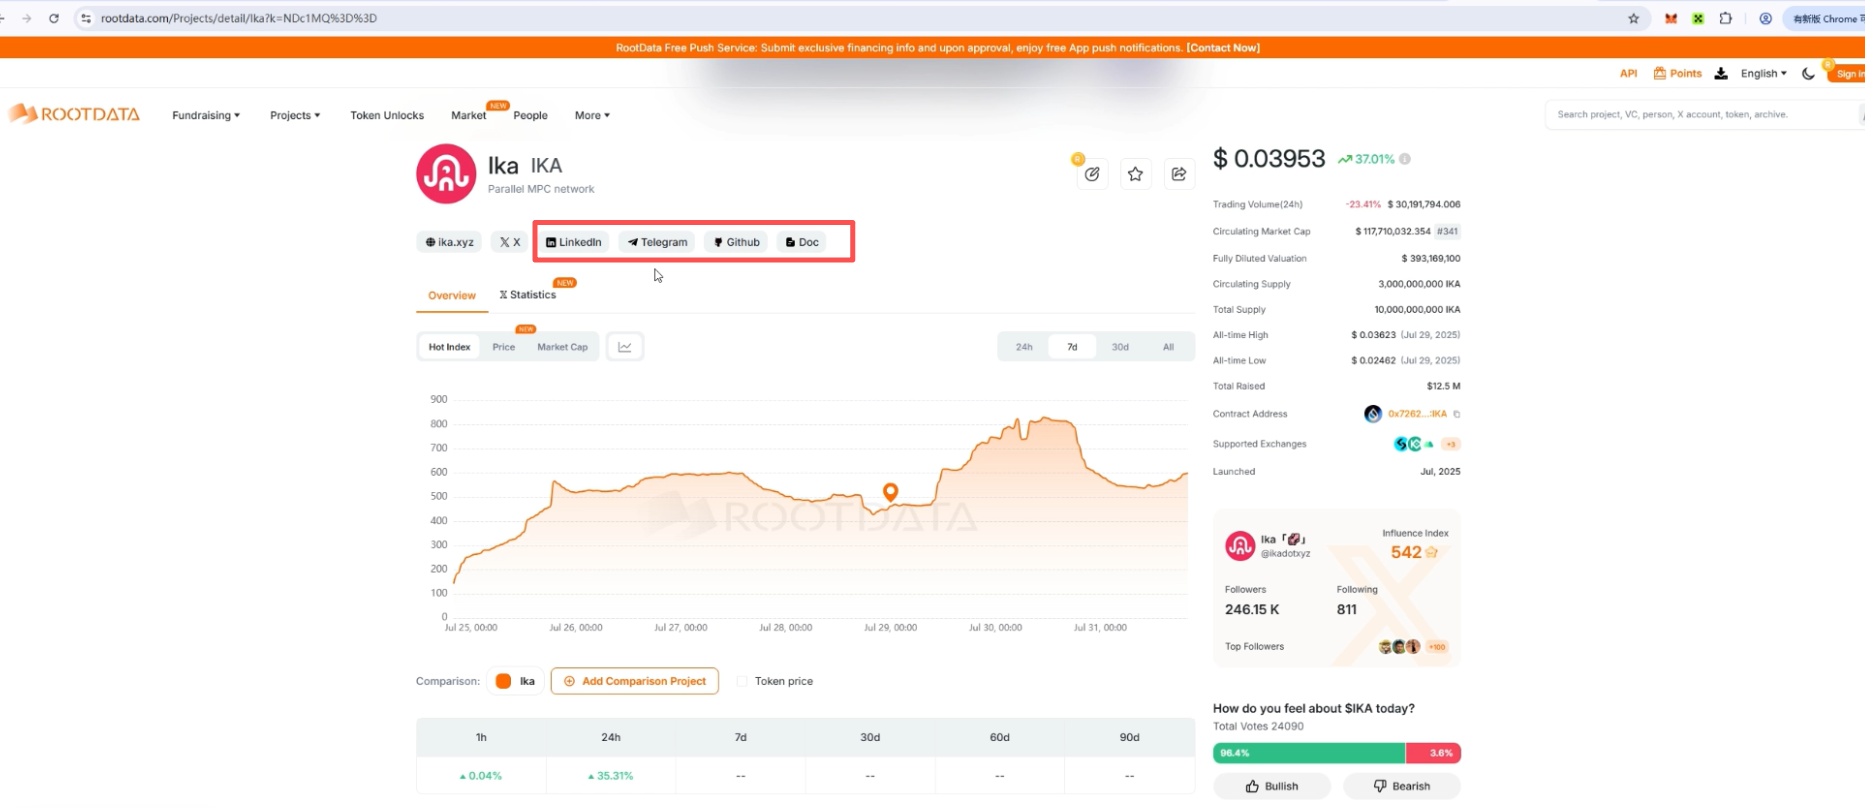 rootdata.com/Projects/detail/Ika?k=NDc1MQ%3D%3D
有新版 Chrome
RootData Free Push Service: Submit exclusive financing info and upon approval, enjoy free App push notifications. [Contact Now]
API Points English Sign in
ROOTDATA Fundraising Projects Token Unlocks Market NEW People More
Search project, VC, person, X account, token, archive.
Ika IKA
Parallel MPC network
ika.xyz X LinkedIn Telegram Github Doc
Overview Statistics NEW
Hot Index Price NEW Market Cap
24h 7d 30d All
900
800
700
600
500
400
300
200
100
0
ROOTDATA
Jul 25, 00:00 Jul 26, 00:00 Jul 27, 00:00 Jul 28, 00:00 Jul 29, 00:00 Jul 30, 00:00 Jul 31, 00:00
Comparison: Ika Add Comparison Project Token price
1h 24h 7d 30d 60d 90d
0.04% 35.31% -- -- -- --
$ 0.03953 37.01%
Trading Volume(24h) -23.41% $ 30,191,794.006
Circulating Market Cap $ 117,710,032.354 #341
Fully Diluted Valuation $ 393,169,100
Circulating Supply 3,000,000,000 IKA
Total Supply 10,000,000,000 IKA
All-time High $ 0.03623 (Jul 29, 2025)
All-time Low $ 0.02462 (Jul 29, 2025)
Total Raised $12.5 M
Contract Address 0x7262...:IKA
Supported Exchanges +3
Launched Jul, 2025
Ika「」
@ikadotxyz
Influence Index
542
Followers Following
246.15 K 811
Top Followers +100
How do you feel about $IKA today?
Total Votes 24090
96.4% 3.6%
Bullish Bearish